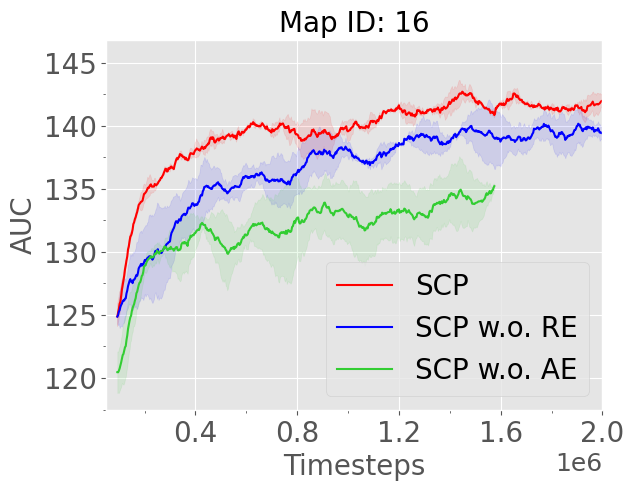 Map ID: 16
145
140
135
130
125
120
AUC
SCP
SCP w.o. RE
SCP w.o. AE
0.4 0.8 1.2 1.6 2.0
Timesteps
1e6